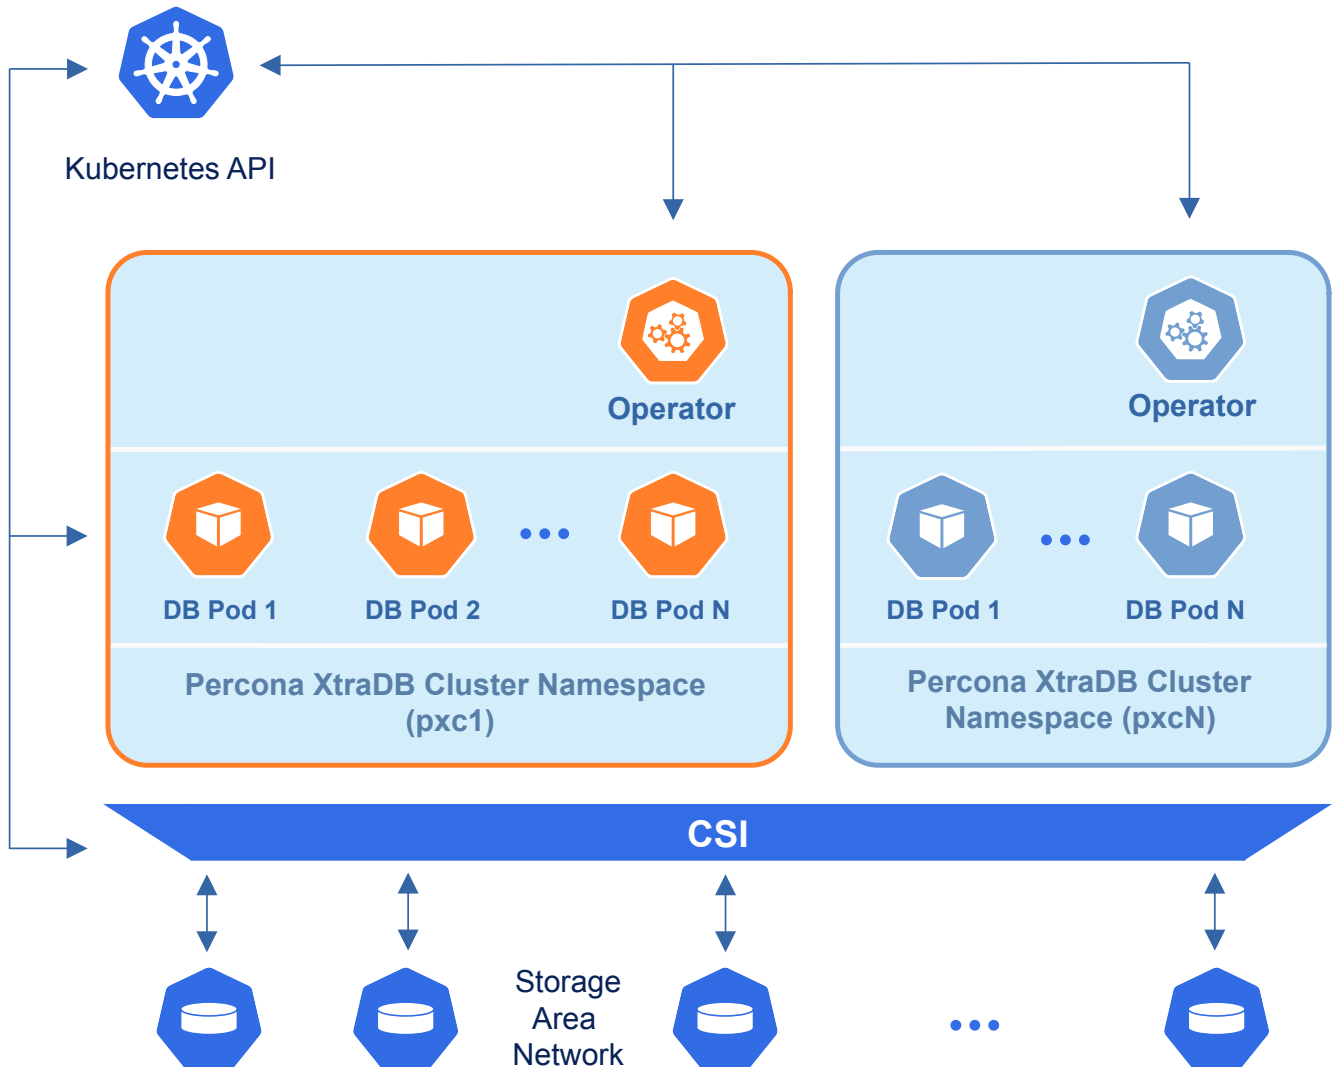 Kubernetes API
Operator
Operator
DB Pod 1
DB Pod 2
DB Pod N
DB Pod 1
DB Pod N
Percona XtraDB Cluster Namespace
(pxc1)
Percona XtraDB Cluster
Namespace (pxcN)
CSI
Storage
Area
Network